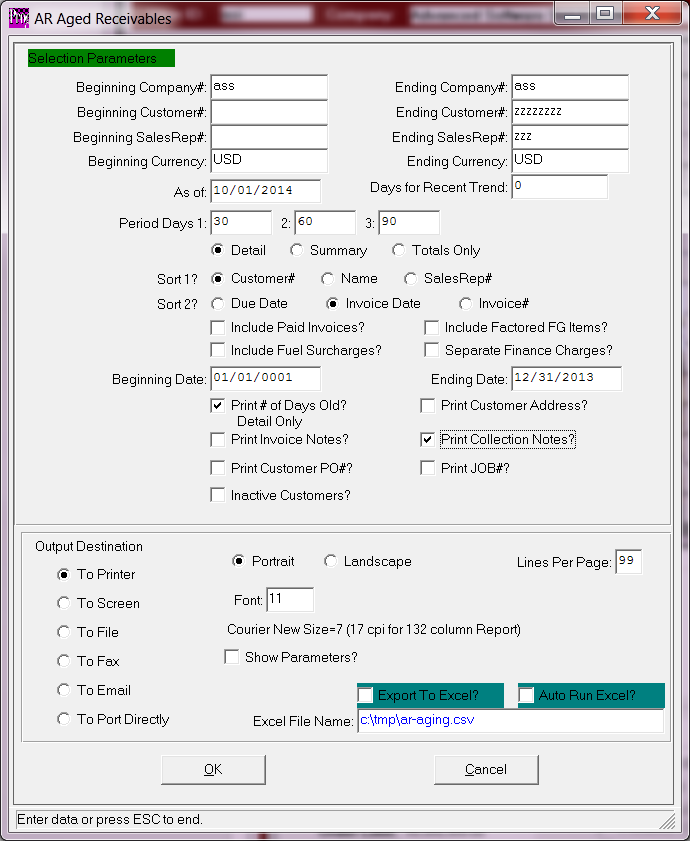 AR Aged Receivables
Selection Parameters
Beginning Company#: ass Ending Company#: ass
Beginning Customer#: Ending Customer#: zzzzzzzz
Beginning SalesRep#: Ending SalesRep#: zzz
Beginning Currency: USD Ending Currency: USD
As of: 10/01/2014 Days for Recent Trend: 0
Period Days 1: 30 2: 60 3: 90
Detail Summary Totals Only
Sort 1? Customer# Name SalesRep#
Sort 2? Due Date Invoice Date Invoice#
Include Paid Invoices? Include Factored FG Items?
Include Fuel Surcharges? Separate Finance Charges?
Beginning Date: 01/01/0001 Ending Date: 12/31/2013
Print # of Days Old? Print Customer Address?
Detail Only
Print Invoice Notes? Print Collection Notes?
Print Customer PO#? Print JOB#?
Inactive Customers?
Output Destination
Portrait Landscape Lines Per Page: 99
To Printer
To Screen Font: 11
To File Courier New Size=7 (17 cpi for 132 column Report)
To Fax Show Parameters?
To Email Export To Excel? Auto Run Excel?
To Port Directly Excel File Name: c:\tmp\ar-aging.csv
OK Cancel
Enter data or press ESC to end.